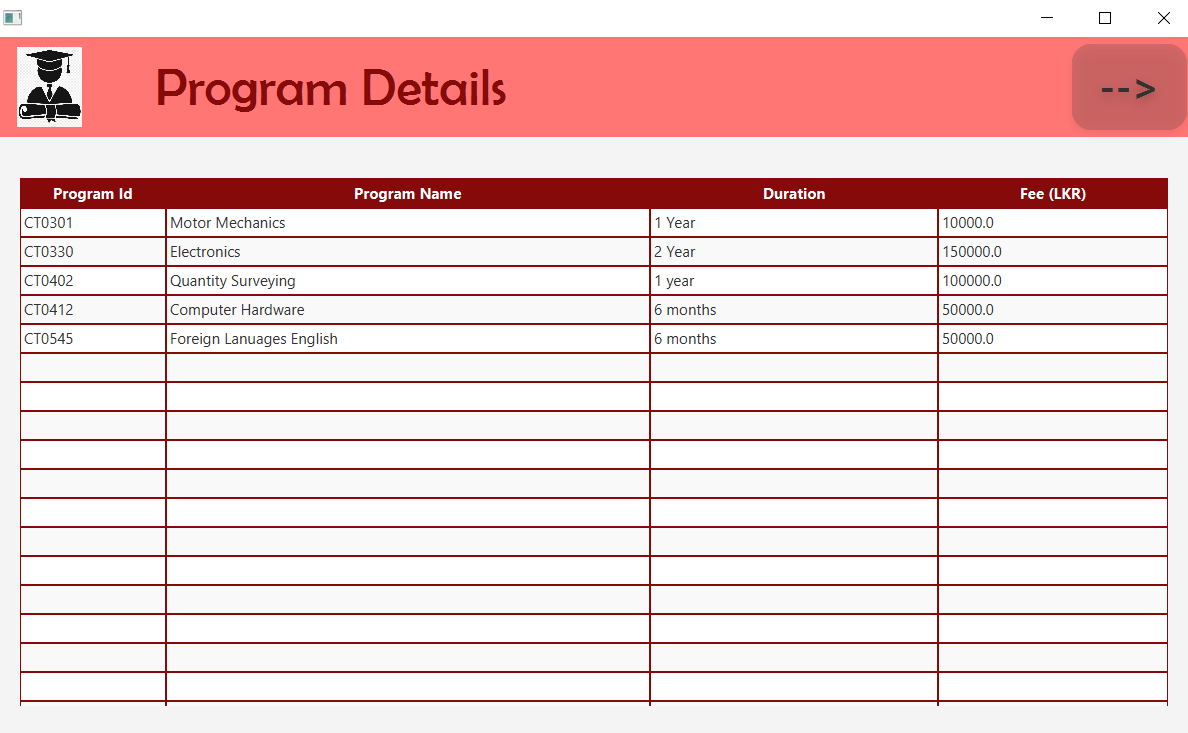 Program Details
-->
Program Id Program Name Duration Fee (LKR)
CT0301 Motor Mechanics 1 Year 10000.0
CT0330 Electronics 2 Year 150000.0
CT0402 Quantity Surveying 1 year 100000.0
CT0412 Computer Hardware 6 months 50000.0
CT0545 Foreign Lanuages English 6 months 50000.0